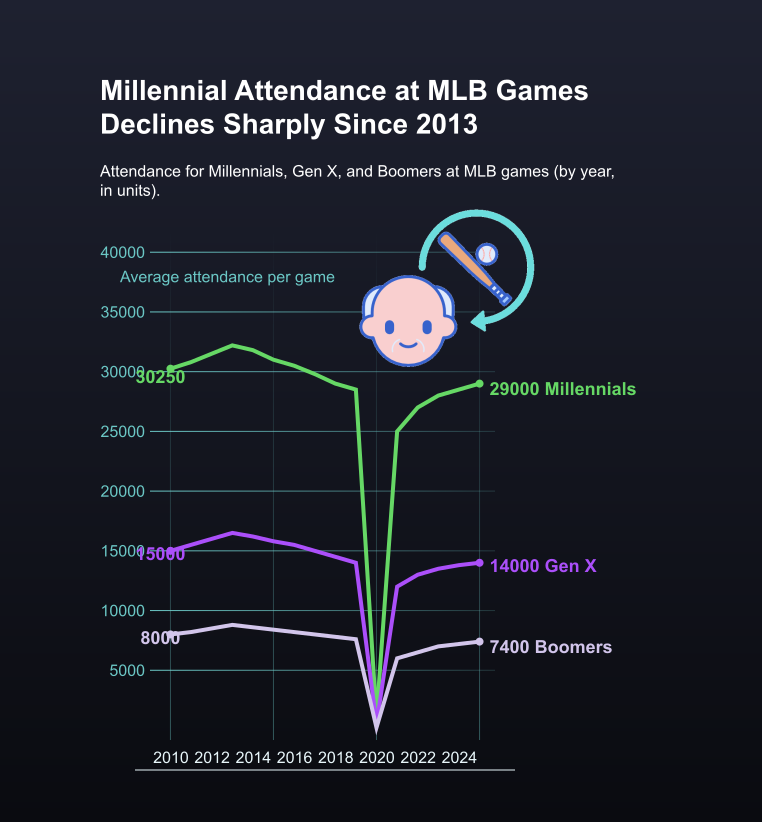 Millennial Attendance at MLB Games
Declines Sharply Since 2013
Attendance for Millennials, Gen X, and Boomers at MLB games (by year,
in units).
40000
Average attendance per game
35000
30000
30250
29000 Millennials
25000
20000
15000
15000
14000 Gen X
10000
8000
7400 Boomers
5000
2010 2012 2014 2016 2018 2020 2022 2024